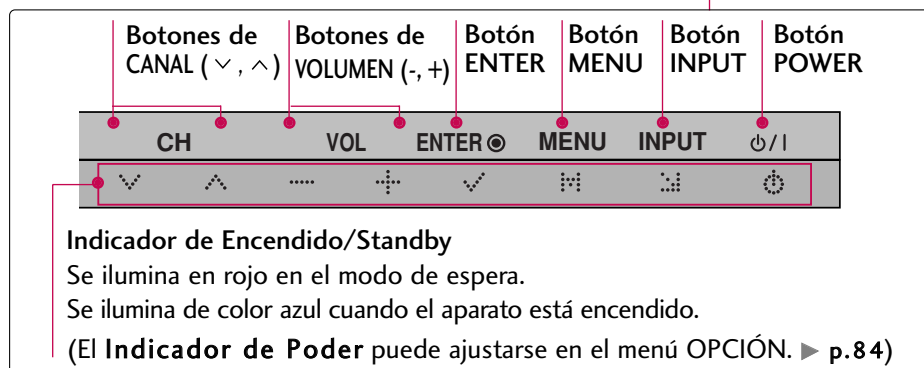 Botones de CANAL (﹀, ︿)
Botones de VOLUMEN (-, +)
Botón ENTER
Botón MENU
Botón INPUT
Botón POWER
CH VOL ENTER MENU INPUT ⏻/I
Indicador de Encendido/Standby
Se ilumina en rojo en el modo de espera.
Se ilumina de color azul cuando el aparato está encendido.
(El Indicador de Poder puede ajustarse en el menú OPCIÓN. ► p.84)